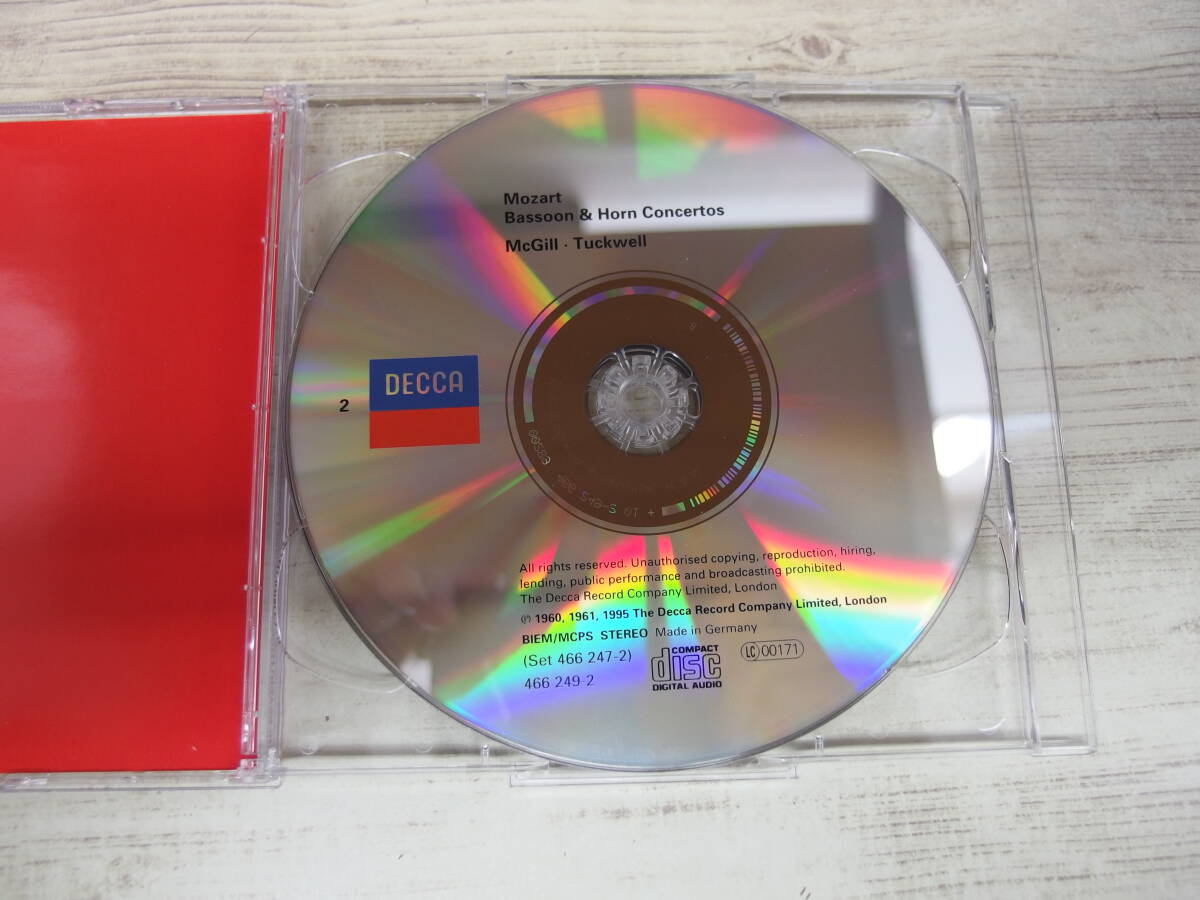 Mozart
Bassoon & Horn Concertos
McGill · Tuckwell
DECCA
2
All rights reserved. Unauthorised copying, reproduction, hiring,
lending, public performance and broadcasting prohibited.
The Decca Record Company Limited, London
℗ 1960, 1961, 1995 The Decca Record Company Limited, London
BIEM/MCPS STEREO Made in Germany
(Set 466 247-2)
466 249-2
COMPACT
disc
DIGITAL AUDIO
LC 00171